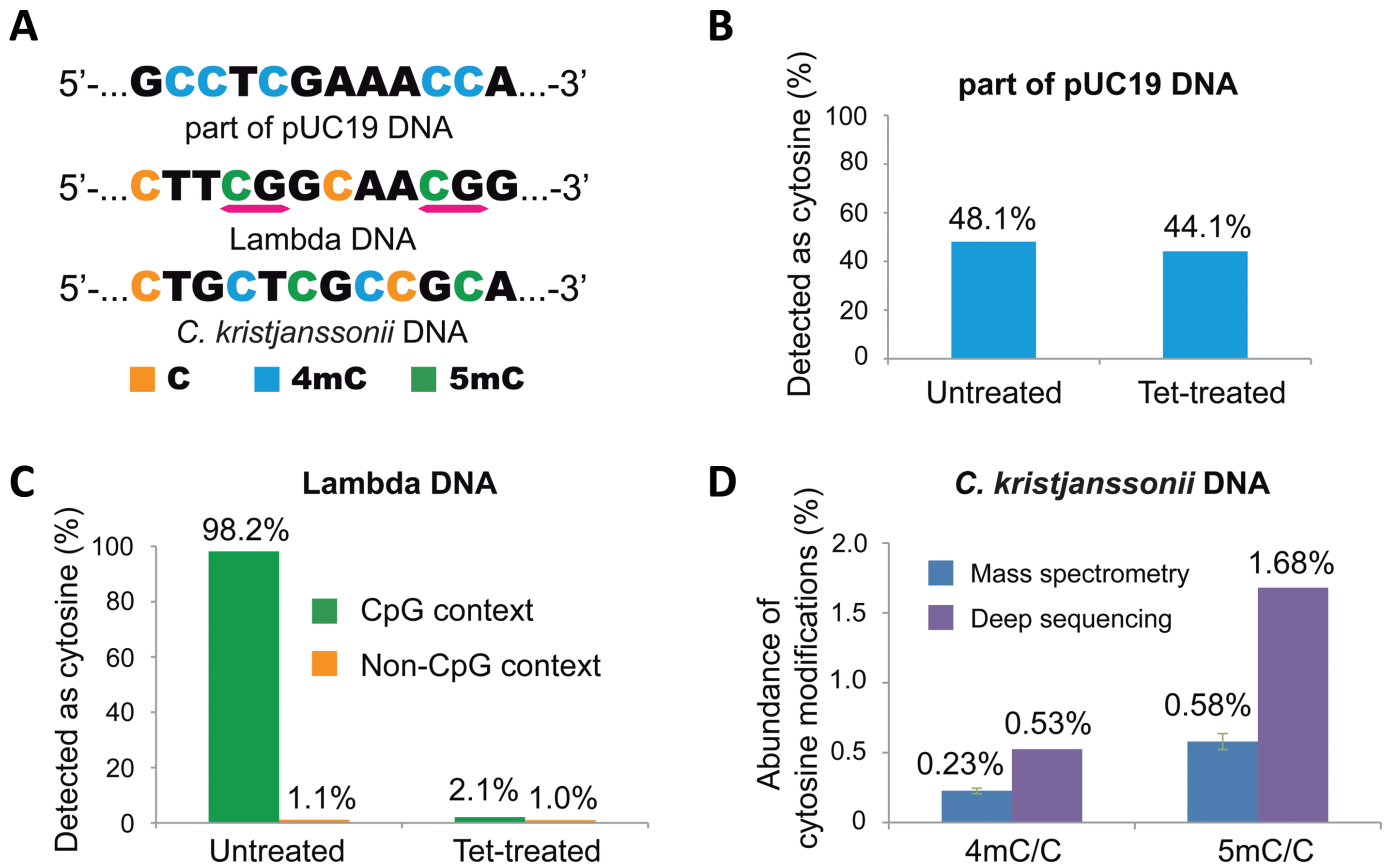 A
5’-...GCCTCGAAACCA...-3’
part of pUC19 DNA
5’-...CTTCGGCAACGG...-3’
Lambda DNA
5’-...CTGCTCGCCGCA...-3’
C. kristjanssonii DNA
C 4mC 5mC
B
part of pUC19 DNA
Detected as cytosine (%)
100
80
60
40
20
0
48.1%
44.1%
Untreated Tet-treated
C
Lambda DNA
Detected as cytosine (%)
100
80
60
40
20
0
98.2%
1.1%
2.1%
1.0%
CpG context
Non-CpG context
Untreated Tet-treated
D
C. kristjanssonii DNA
Abundance of
cytosine modifications (%)
2.0
1.5
1.0
0.5
0
Mass spectrometry
Deep sequencing
0.23%
0.53%
0.58%
1.68%
4mC/C 5mC/C